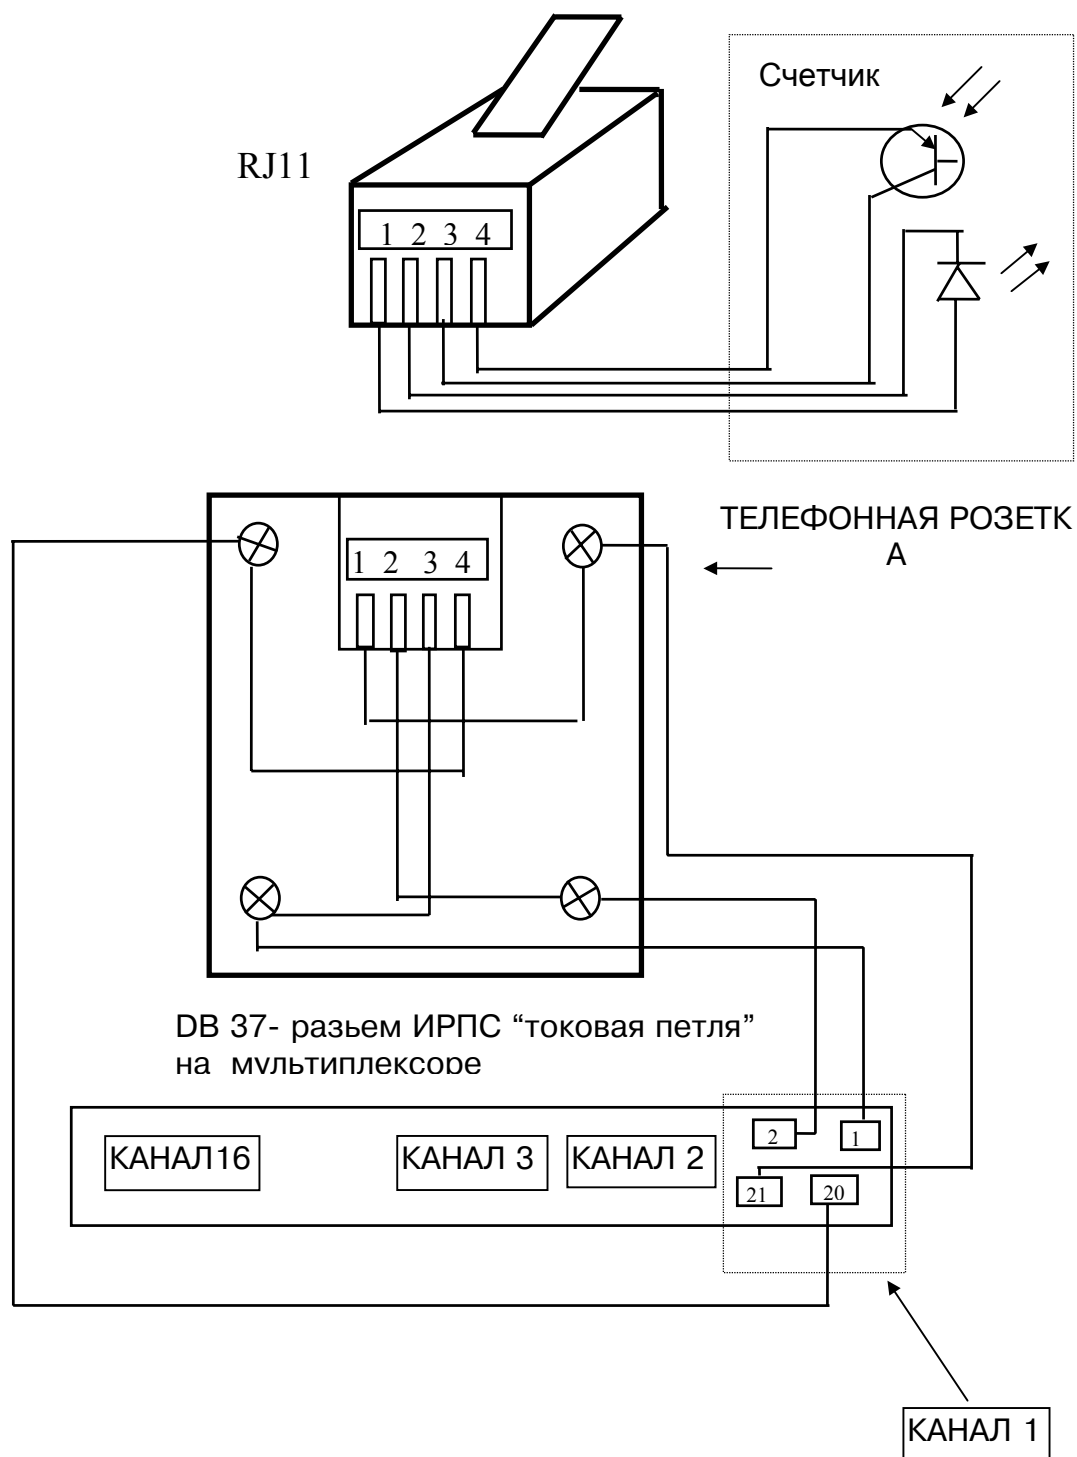 Счетчик
RJ11
1 2 3 4
ТЕЛЕФОННАЯ РОЗЕТК
А
1 2 3 4
DB 37- разьем ИРПС “токовая петля”
на мультиплексоре
2 1
КАНАЛ16 КАНАЛ 3 КАНАЛ 2
21 20
КАНАЛ 1